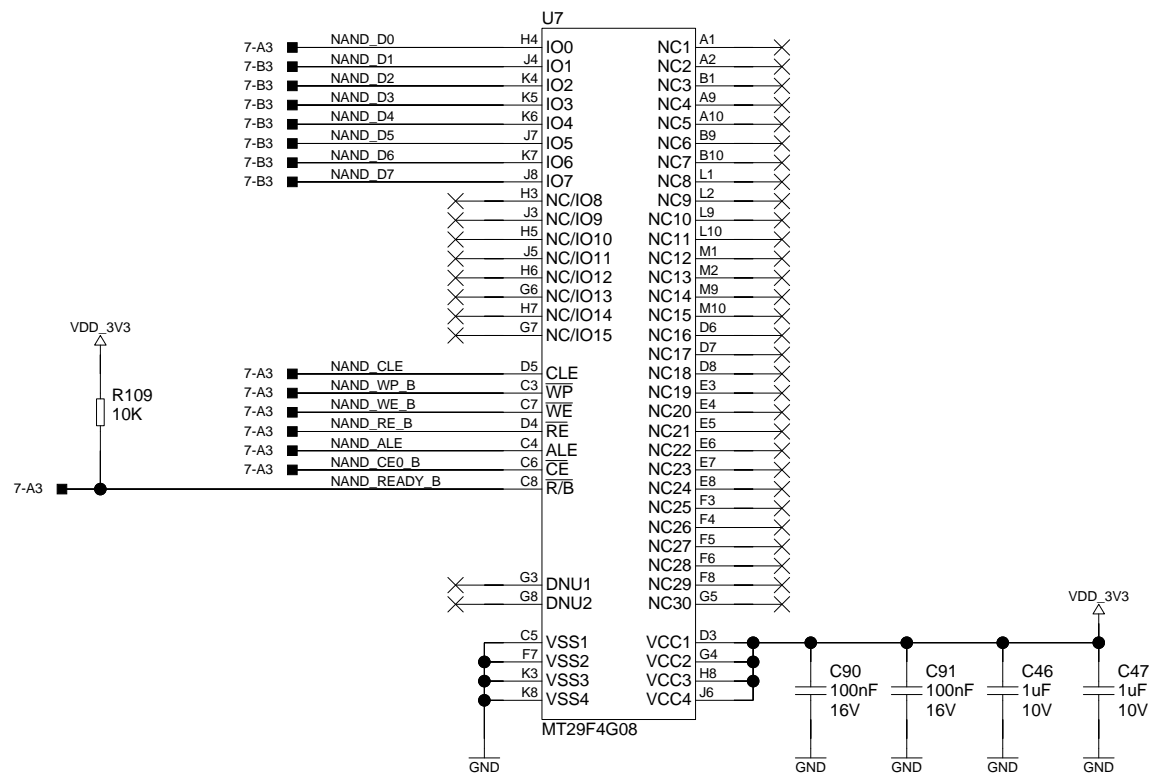 U7
7-A3 NAND_D0 H4 IO0 NC1 A1
7-B3 NAND_D1 J4 IO1 NC2 A2
7-B3 NAND_D2 K4 IO2 NC3 B1
7-B3 NAND_D3 K5 IO3 NC4 A9
7-B3 NAND_D4 K6 IO4 NC5 A10
7-B3 NAND_D5 J7 IO5 NC6 B9
7-B3 NAND_D6 K7 IO6 NC7 B10
7-B3 NAND_D7 J8 IO7 NC8 L1
H3 NC/IO8 NC9 L2
J3 NC/IO9 NC10 L9
H5 NC/IO10 NC11 L10
J5 NC/IO11 NC12 M1
H6 NC/IO12 NC13 M2
G6 NC/IO13 NC14 M9
H7 NC/IO14 NC15 M10
VDD_3V3 G7 NC/IO15 NC16 D6
NC17 D7
7-A3 NAND_CLE D5 CLE NC18 D8
R109 7-A3 NAND_WP_B C3 WP NC19 E3
10K 7-A3 NAND_WE_B C7 WE NC20 E4
7-A3 NAND_RE_B D4 RE NC21 E5
7-A3 NAND_ALE C4 ALE NC22 E6
7-A3 NAND_CE0_B C6 CE NC23 E7
7-A3 NAND_READY_B C8 R/B NC24 E8
NC25 F3
NC26 F4
NC27 F5
NC28 F6
G3 DNU1 NC29 F8
G8 DNU2 NC30 G5
VDD_3V3
C5 VSS1 VCC1 D3
F7 VSS2 VCC2 G4
K3 VSS3 VCC3 H8
K8 VSS4 VCC4 J6
C90 C91 C46 C47
100nF 100nF 1uF 1uF
16V 16V 10V 10V
MT29F4G08
GND GND GND GND GND